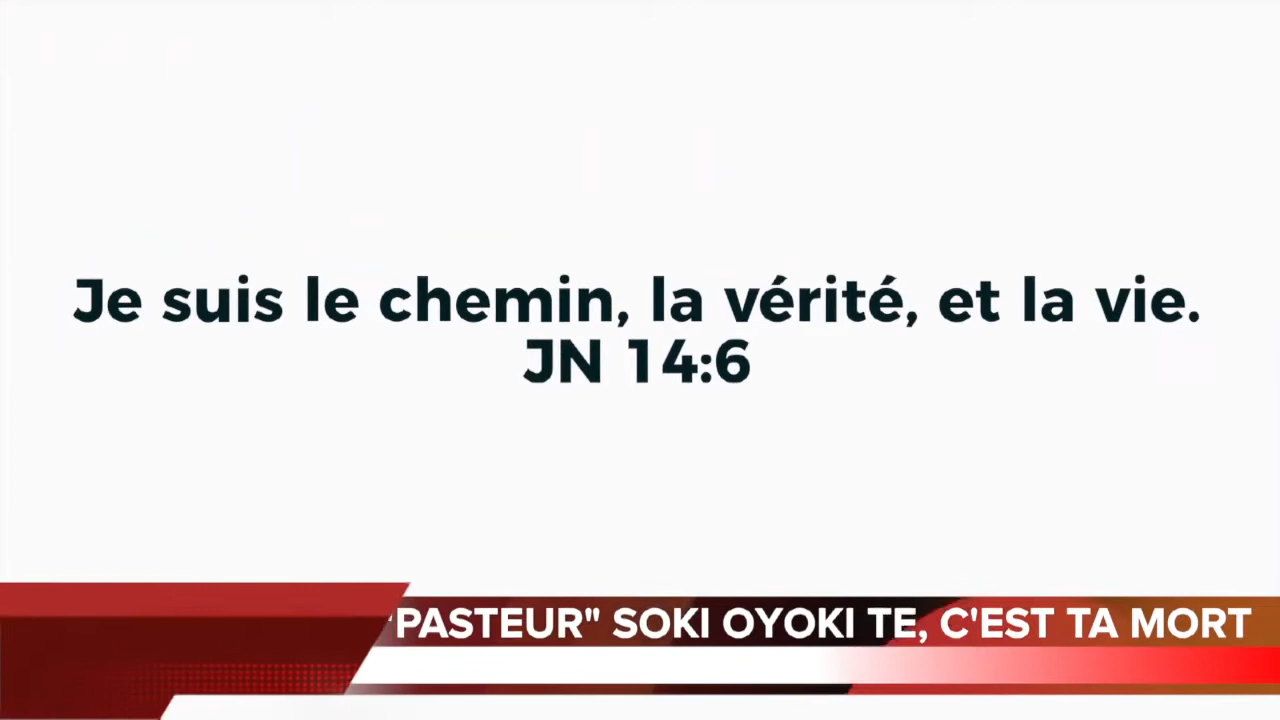 Je suis le chemin, la vérité, et la vie.
JN 14:6
"PASTEUR" SOKI OYOKI TE, C'EST TA MORT